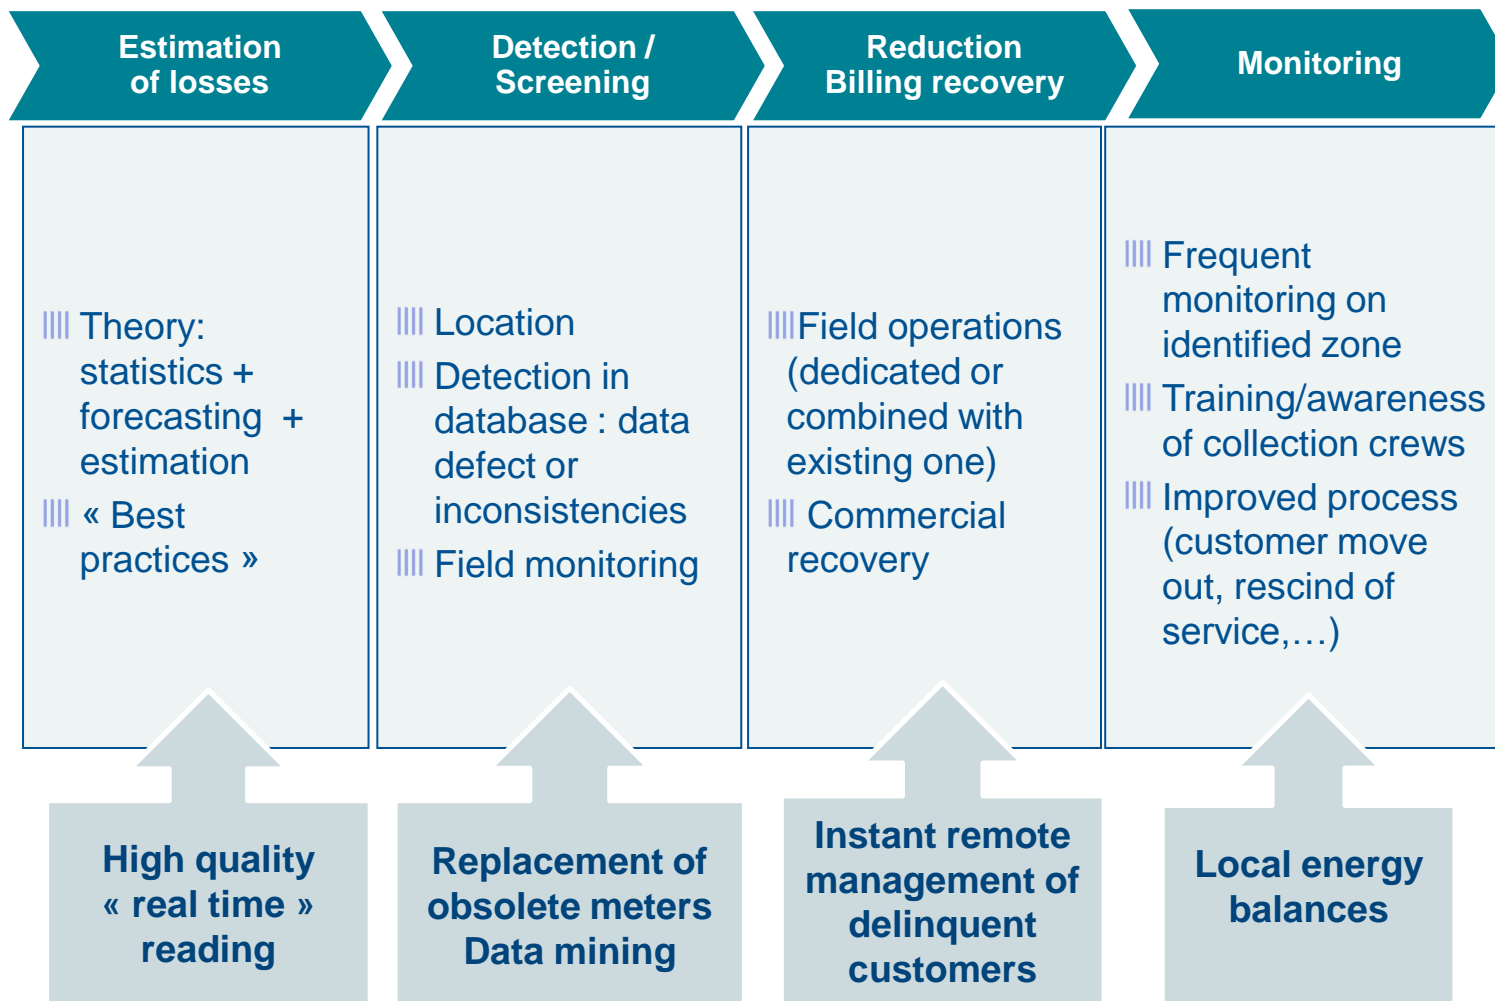 Estimation
of losses
Detection /
Screening
Reduction
Billing recovery
Monitoring
Theory:
statistics +
forecasting +
estimation
« Best
practices »
Location
Detection in
database : data
defect or
inconsistencies
Field monitoring
Field operations
(dedicated or
combined with
existing one)
Commercial
recovery
Frequent
monitoring on
identified zone
Training/awareness
of collection crews
Improved process
(customer move
out, rescind of
service,…)
High quality
« real time »
reading
Replacement of
obsolete meters
Data mining
Instant remote
management of
delinquent
customers
Local energy
balances